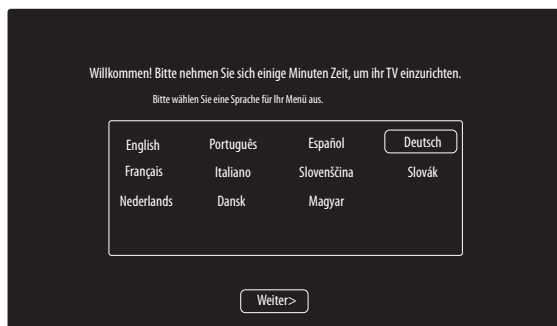 Willkommen! Bitte nehmen Sie sich einige Minuten Zeit, um ihr TV einzurichten.
Bitte wählen Sie eine Sprache für Ihr Menü aus.
English Português Español Deutsch
Français Italiano Slovenščina Slovák
Nederlands Dansk Magyar
Weiter>